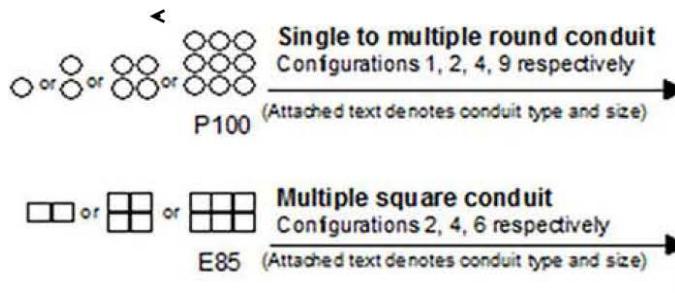 Single to multiple round conduit
or or or Configurations 1, 2, 4, 9 respectively
P100 (Attached text denotes conduit type and size)
Multiple square conduit
or or Configurations 2, 4, 6 respectively
E85 (Attached text denotes conduit type and size)